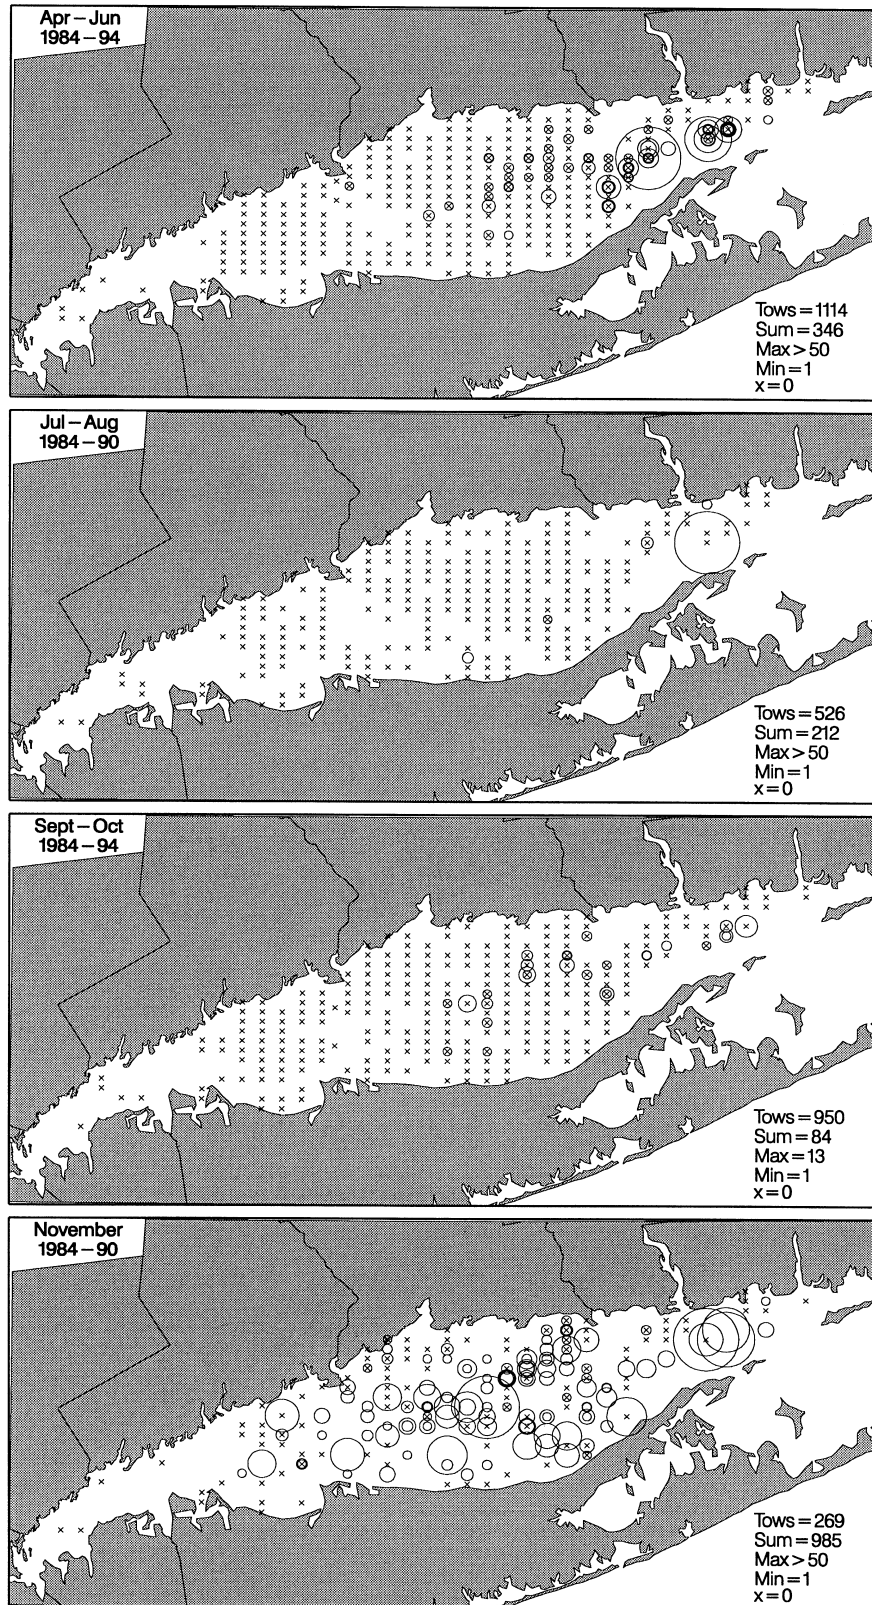 Apr–Jun
1984–94
Tows=1114
Sum=346
Max>50
Min=1
x=0
Jul–Aug
1984–90
Tows=526
Sum=212
Max>50
Min=1
x=0
Sept–Oct
1984–94
Tows=950
Sum=84
Max=13
Min=1
x=0
November
1984–90
Tows=269
Sum=985
Max>50
Min=1
x=0